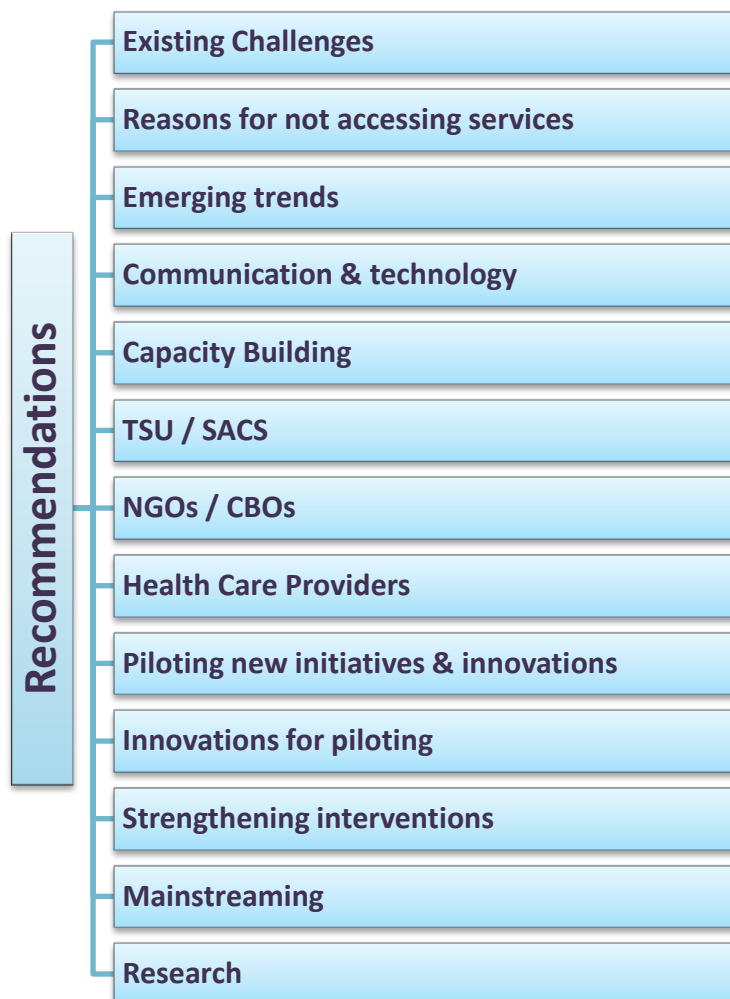 Recommendations
Existing Challenges
Reasons for not accessing services
Emerging trends
Communication & technology
Capacity Building
TSU / SACS
NGOs / CBOs
Health Care Providers
Piloting new initiatives & innovations
Innovations for piloting
Strengthening interventions
Mainstreaming
Research